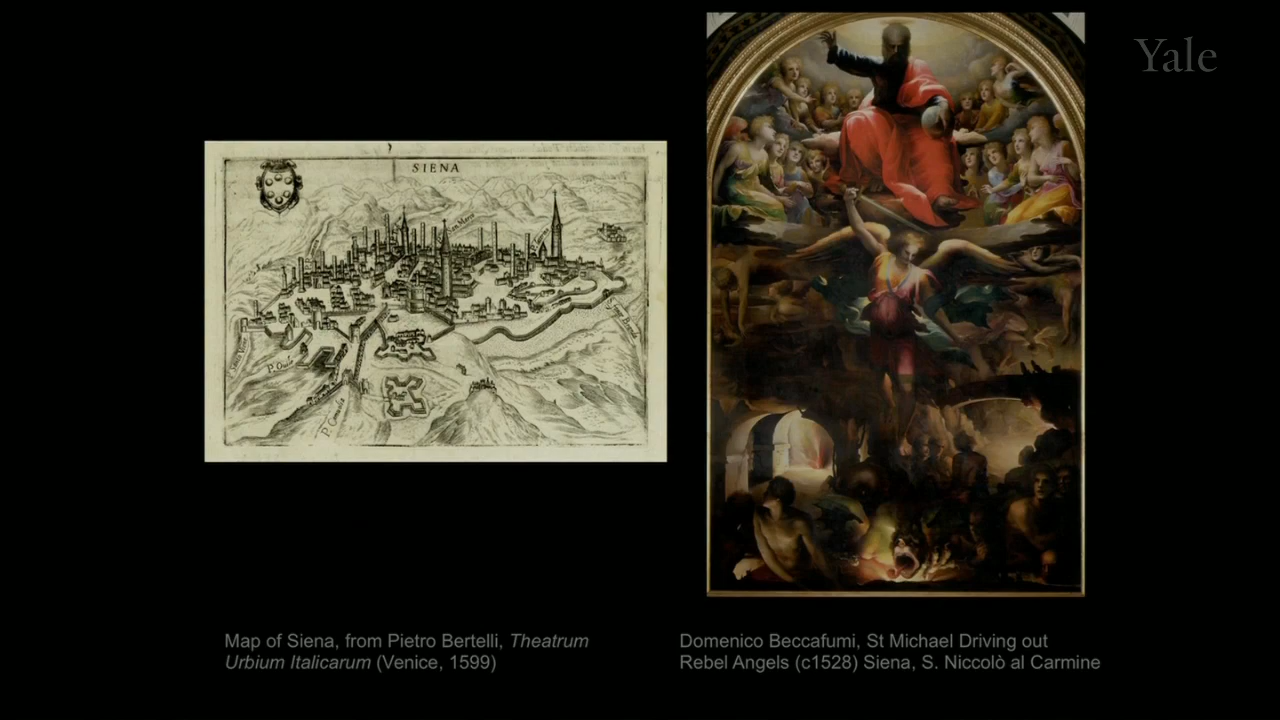 Yale
SIENA
P. Camolia
Map of Siena, from Pietro Bertelli, Theatrum
Urbium Italicarum (Venice, 1599)
Domenico Beccafumi, St Michael Driving out
Rebel Angels (c1528) Siena, S. Niccolò al Carmine